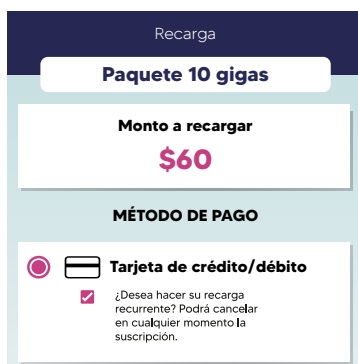 Recarga
Paquete 10 gigas
Monto a recargar
$60
MÉTODO DE PAGO
Tarjeta de crédito/débito
¿Desea hacer su recarga
recurrente? Podrá cancelar
en cualquier momento la
suscripción.